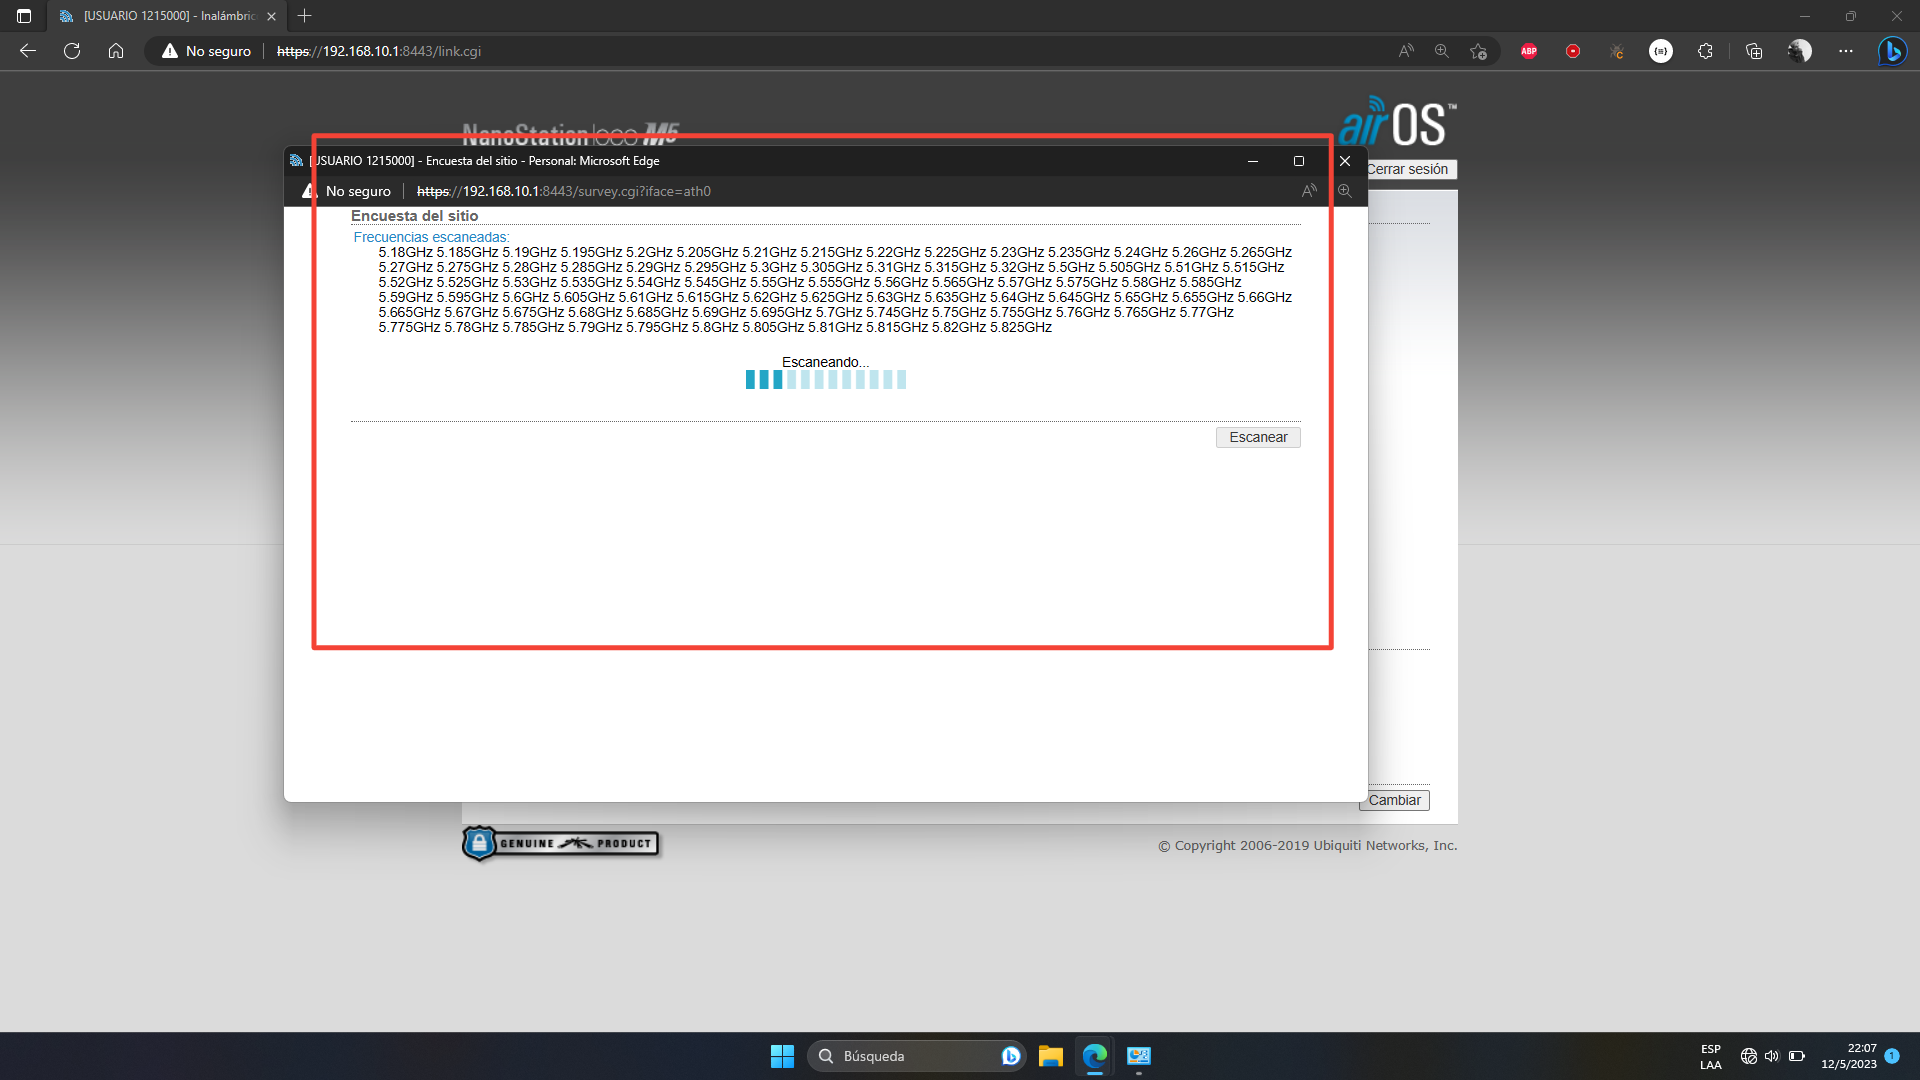 [USUARIO 1215000] - Inalámbric
No seguro
https://192.168.10.1:8443/link.cgi
ABP
NanoStation loco M5
airOS™
[USUARIO 1215000] - Encuesta del sitio - Personal: Microsoft Edge
Cerrar sesión
No seguro
https://192.168.10.1:8443/survey.cgi?iface=ath0
Encuesta del sitio
Frecuencias escaneadas:
5.18GHz 5.185GHz 5.19GHz 5.195GHz 5.2GHz 5.205GHz 5.21GHz 5.215GHz 5.22GHz 5.225GHz 5.23GHz 5.235GHz 5.24GHz 5.26GHz 5.265GHz
5.27GHz 5.275GHz 5.28GHz 5.285GHz 5.29GHz 5.295GHz 5.3GHz 5.305GHz 5.31GHz 5.315GHz 5.32GHz 5.5GHz 5.505GHz 5.51GHz 5.515GHz
5.52GHz 5.525GHz 5.53GHz 5.535GHz 5.54GHz 5.545GHz 5.55GHz 5.555GHz 5.56GHz 5.565GHz 5.57GHz 5.575GHz 5.58GHz 5.585GHz
5.59GHz 5.595GHz 5.6GHz 5.605GHz 5.61GHz 5.615GHz 5.62GHz 5.625GHz 5.63GHz 5.635GHz 5.64GHz 5.645GHz 5.65GHz 5.655GHz 5.66GHz
5.665GHz 5.67GHz 5.675GHz 5.68GHz 5.685GHz 5.69GHz 5.695GHz 5.7GHz 5.745GHz 5.75GHz 5.755GHz 5.76GHz 5.765GHz 5.77GHz
5.775GHz 5.78GHz 5.785GHz 5.79GHz 5.795GHz 5.8GHz 5.805GHz 5.81GHz 5.815GHz 5.82GHz 5.825GHz
Escaneando...
Escanear
Cambiar
GENUINE PRODUCT
© Copyright 2006-2019 Ubiquiti Networks, Inc.
Búsqueda
ESP
LAA
22:07
12/5/2023
1